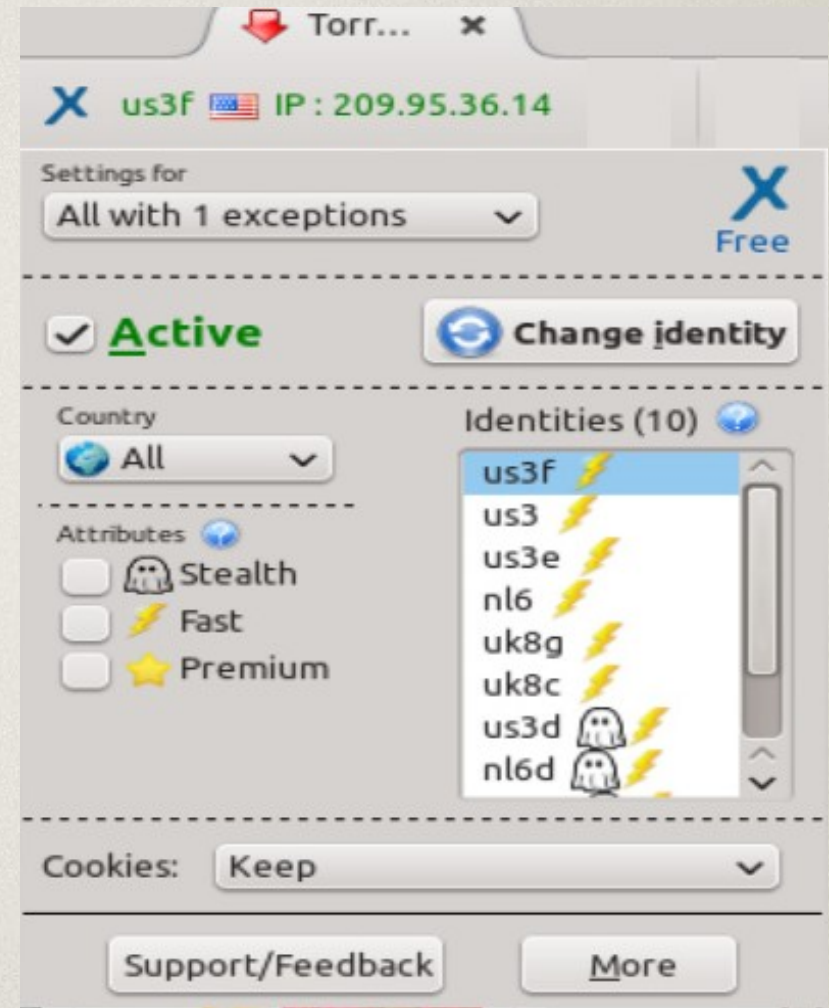 Torr...
us3f IP : 209.95.36.14
Settings for
All with 1 exceptions
Free
Active
Change identity
Country
All
Attributes
Stealth
Fast
Premium
Identities (10)
us3f
us3
us3e
nl6
uk8g
uk8c
us3d
nl6d
Cookies: Keep
Support/Feedback
More